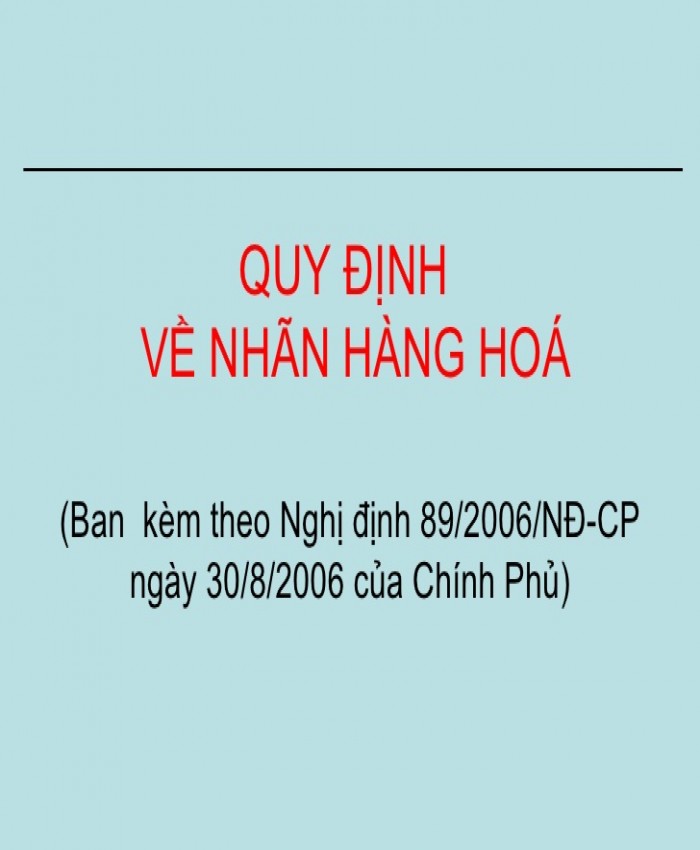 QUY ĐỊNH
VỀ NHÃN HÀNG HOÁ
(Ban kèm theo Nghị định 89/2006/NĐ-CP
ngày 30/8/2006 của Chính Phủ)